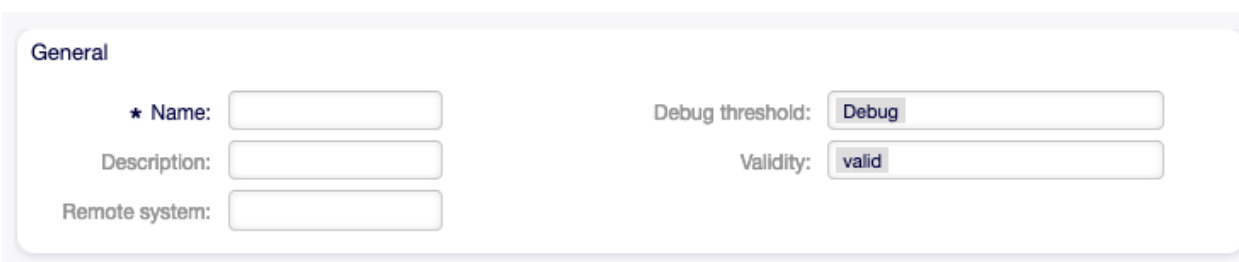 General
★ Name:
Debug threshold: Debug
Description:
Validity: valid
Remote system: